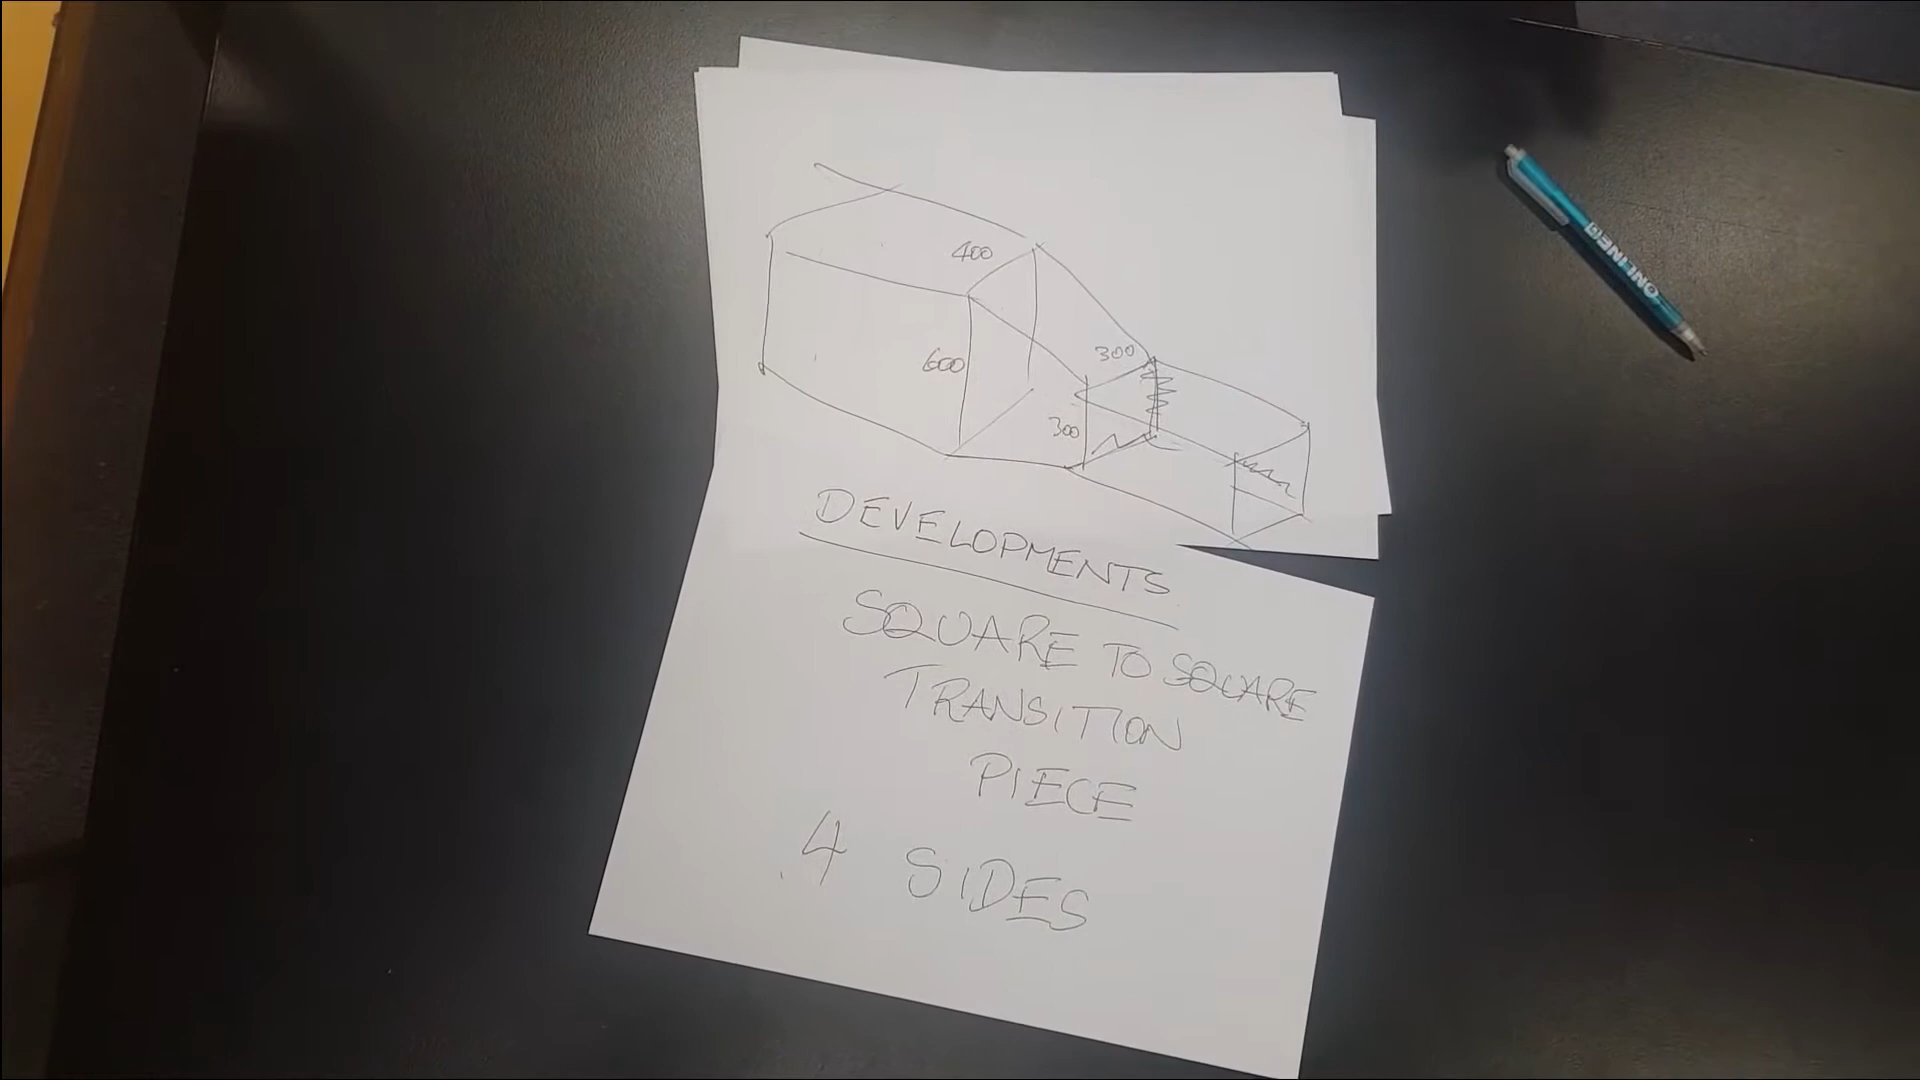 400
600
300
300
DEVELOPMENTS
SQUARE TO SQUARE
TRANSITION
PIECE
4 SIDES
ONLINE